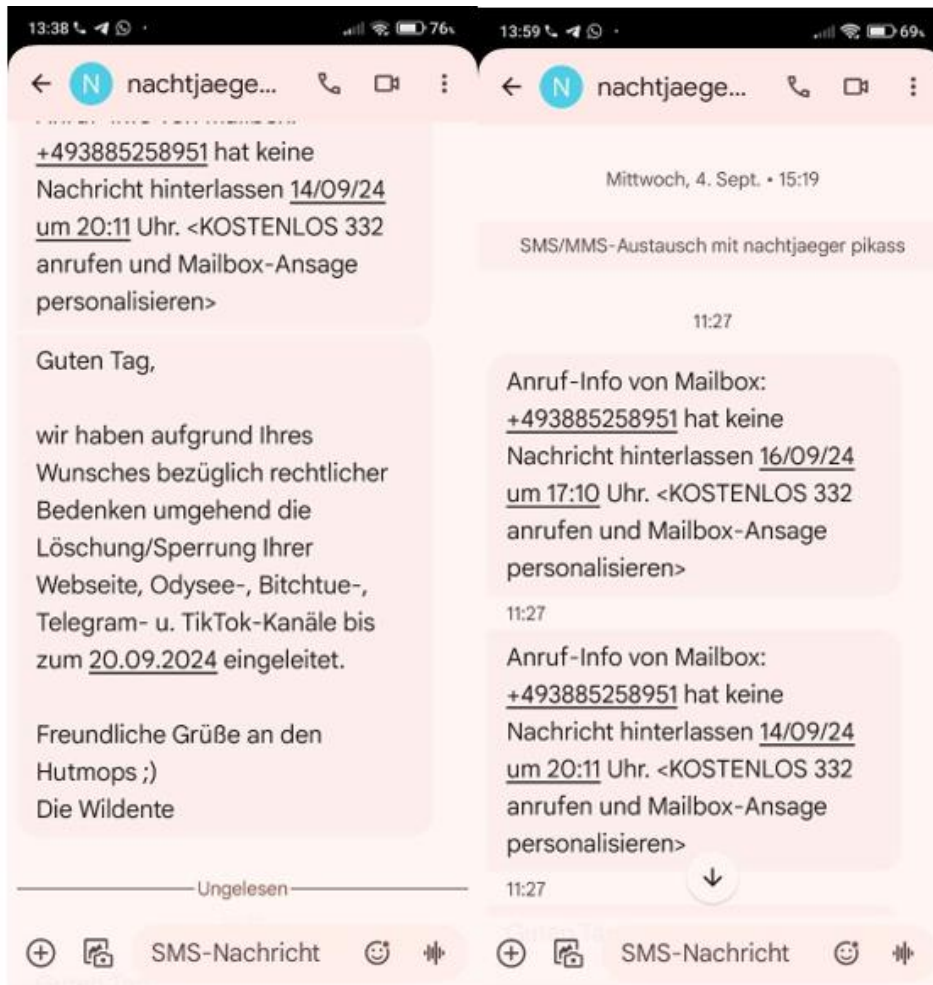 13:38
76%
nachtjaege...
+493885258951 hat keine
Nachricht hinterlassen 14/09/24
um 20:11 Uhr. <KOSTENLOS 332
anrufen und Mailbox-Ansage
personalisieren>
Guten Tag,
wir haben aufgrund Ihres
Wunsches bezüglich rechtlicher
Bedenken umgehend die
Löschung/Sperrung Ihrer
Webseite, Odysee-, Bitchtue-,
Telegram- u. TikTok-Kanäle bis
zum 20.09.2024 eingeleitet.
Freundliche Grüße an den
Hutmops ;)
Die Wildente
Ungelesen
SMS-Nachricht
13:59
69%
N nachtjaege...
Mittwoch, 4. Sept. • 15:19
SMS/MMS-Austausch mit nachtjaeger pikass
11:27
Anruf-Info von Mailbox:
+493885258951 hat keine
Nachricht hinterlassen 16/09/24
um 17:10 Uhr. <KOSTENLOS 332
anrufen und Mailbox-Ansage
personalisieren>
11:27
Anruf-Info von Mailbox:
+493885258951 hat keine
Nachricht hinterlassen 14/09/24
um 20:11 Uhr. <KOSTENLOS 332
anrufen und Mailbox-Ansage
personalisieren>
11:27
SMS-Nachricht